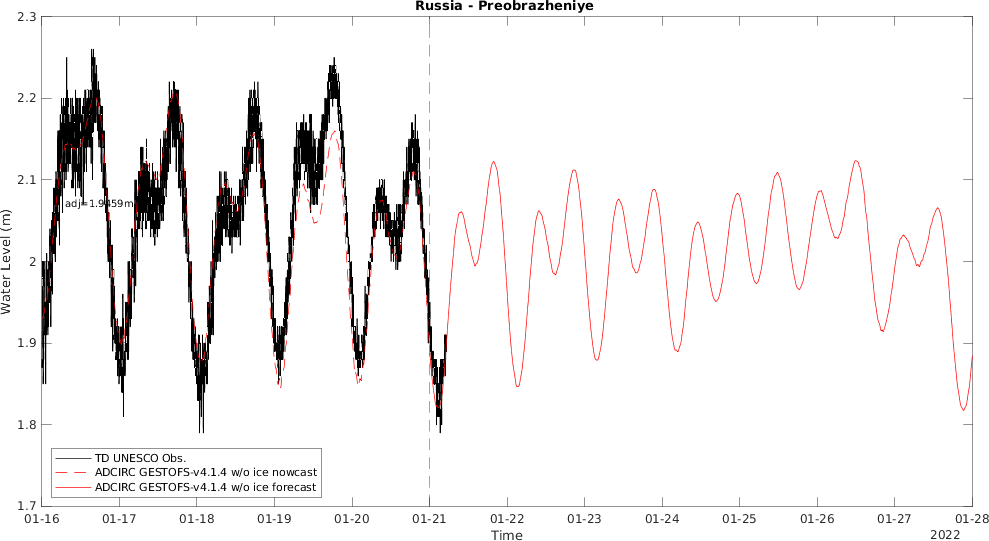 Russia - Preobrazheniye
2.3
2.2
2.1
2
1.9
1.8
1.7
Water Level (m)
adj=1.9459m
TD UNESCO Obs.
ADCIRC GESTOFS-v4.1.4 w/o ice nowcast
ADCIRC GESTOFS-v4.1.4 w/o ice forecast
01-16 01-17 01-18 01-19 01-20 01-21 01-22 01-23 01-24 01-25 01-26 01-27 01-28
Time
2022